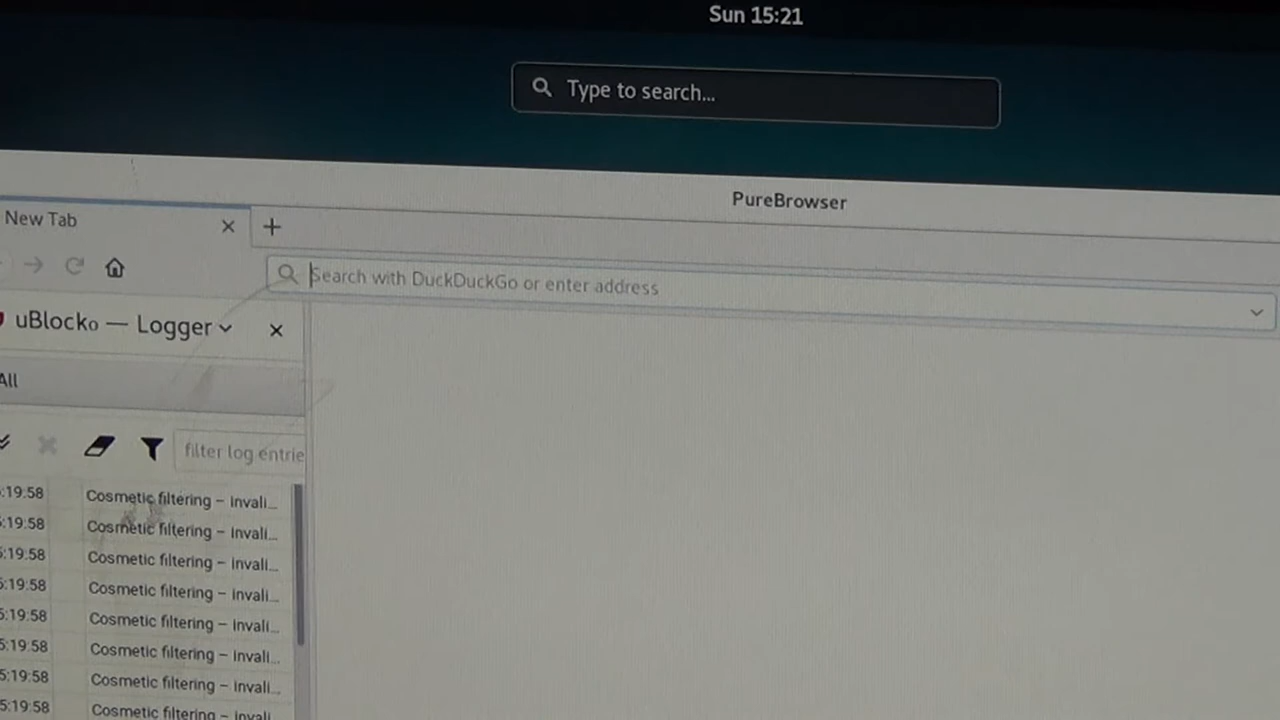 Sun 15:21
Type to search...
PureBrowser
New Tab
Search with DuckDuckGo or enter address
uBlock₀ — Logger
All
filter log entrie
5:19:58 Cosmetic filtering – invali...
5:19:58 Cosmetic filtering – invali...
5:19:58 Cosmetic filtering – invali...
5:19:58 Cosmetic filtering – invali...
5:19:58 Cosmetic filtering – invali...
5:19:58 Cosmetic filtering – invali...
5:19:58 Cosmetic filtering – invali...
5:19:58 Cosmetic filtering – invali